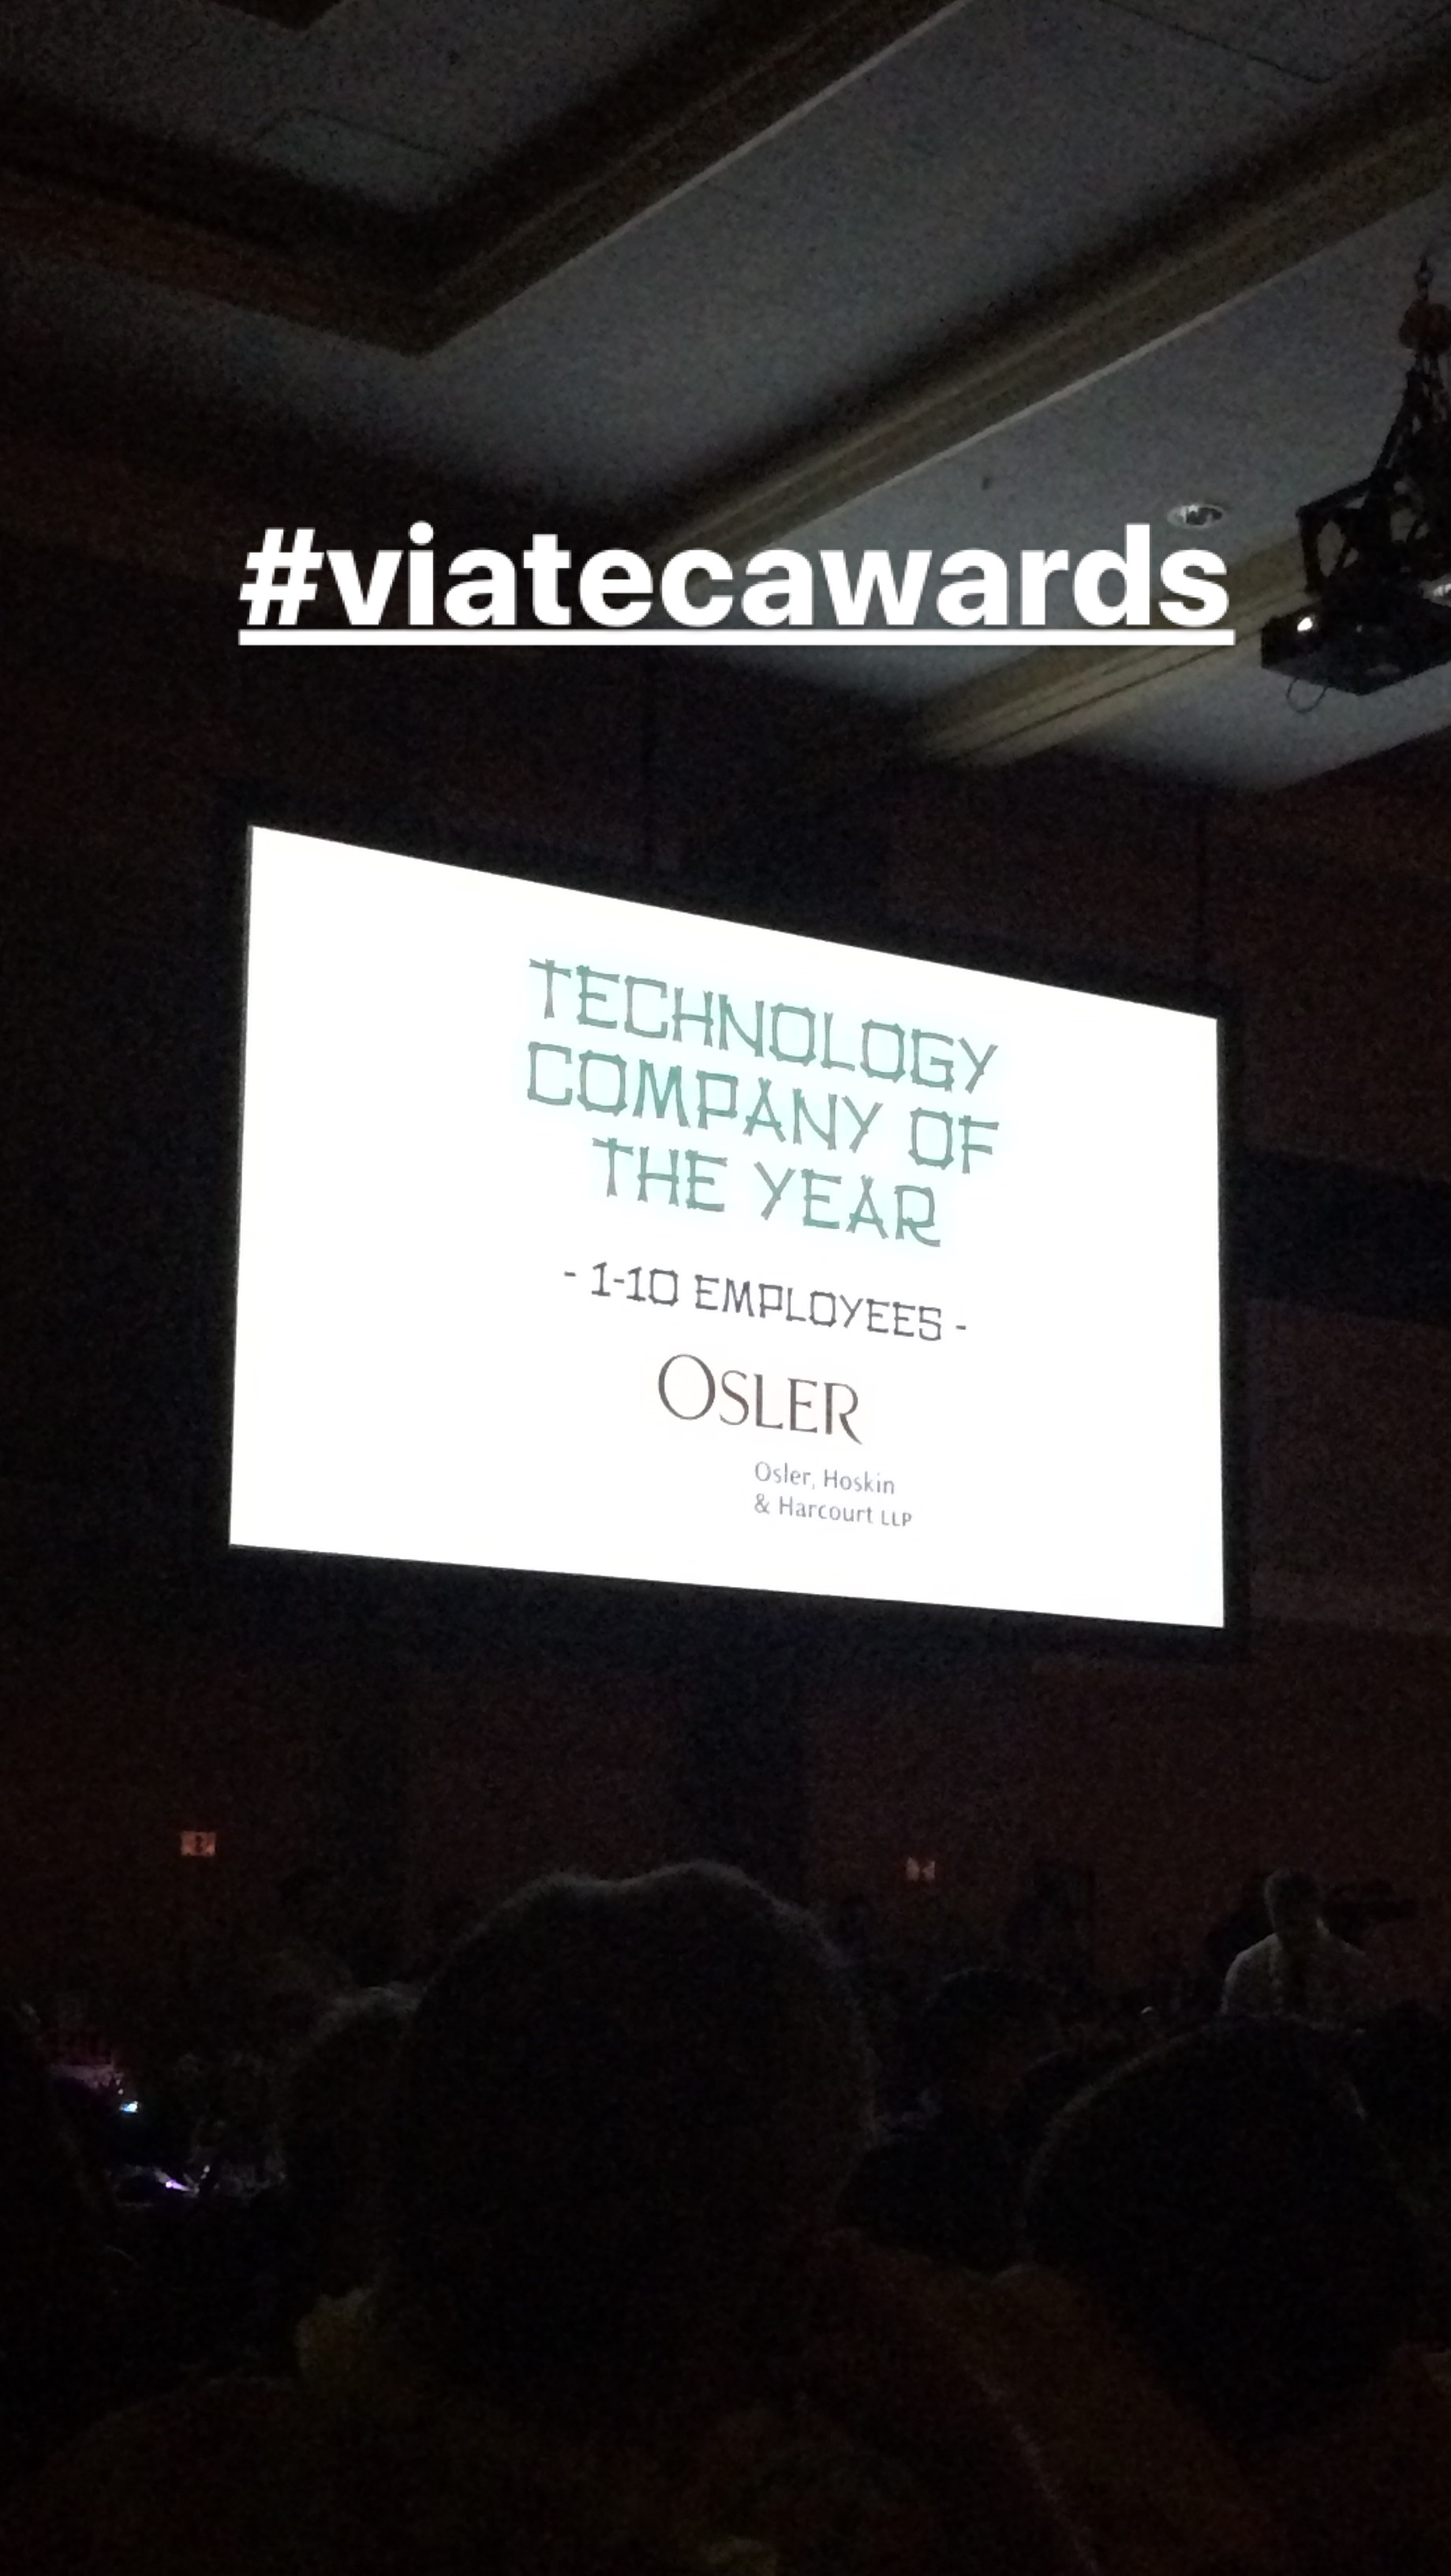 #viatecawards
TECHNOLOGY
COMPANY OF
THE YEAR
- 1-10 EMPLOYEES -
OSLER
Osler, Hoskin
& Harcourt LLP